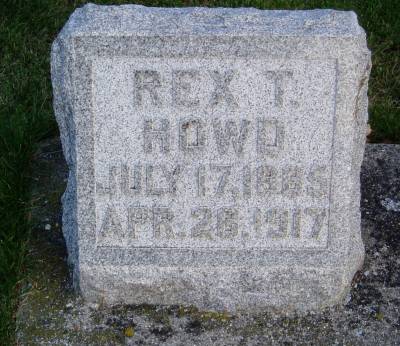 REX T.
HOWD
JULY 17, 1885
APR. 26, 1917